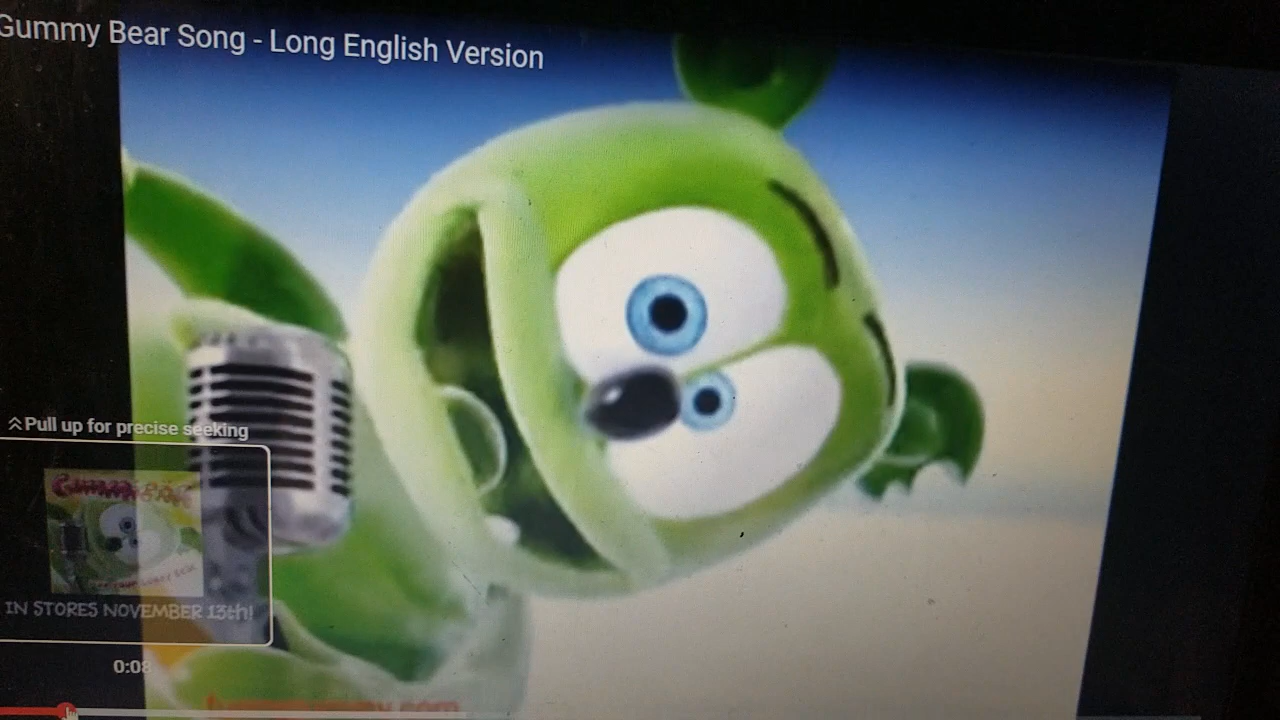 Gummy Bear Song - Long English Version
Pull up for precise seeking
IN STORES NOVEMBER 13th!
0:08